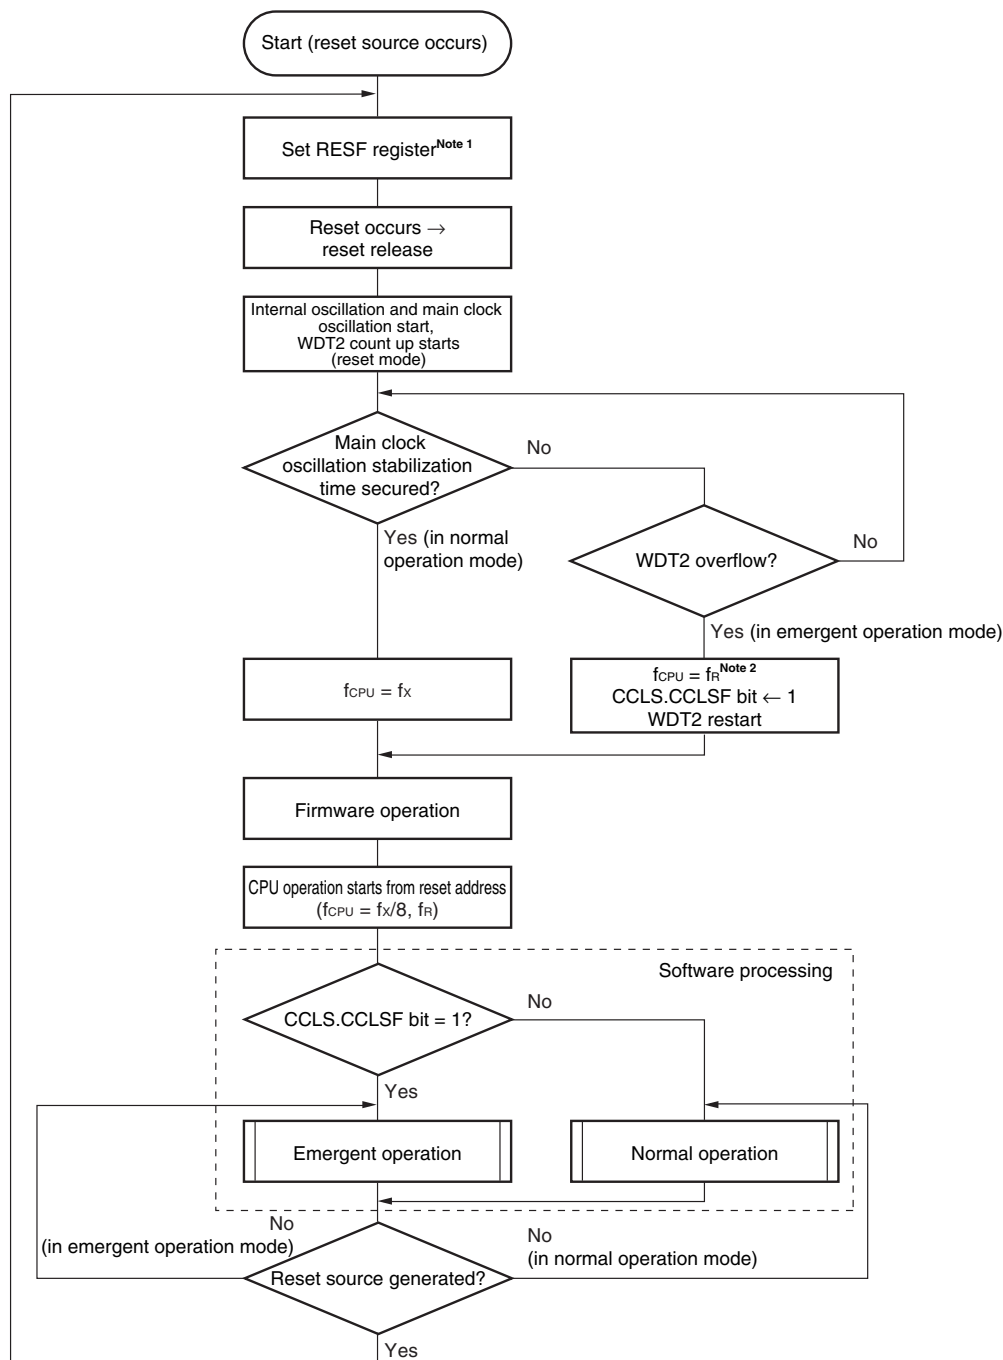 Start (reset source occurs)
Set RESF register Note 1
Reset occurs →
reset release
Internal oscillation and main clock
oscillation start,
WDT2 count up starts
(reset mode)
Main clock
oscillation stabilization
time secured?
No
Yes (in normal
operation mode)
WDT2 overflow?
No
Yes (in emergent operation mode)
fCPU = fX
fCPU = fR Note 2
CCLS.CCLSF bit ← 1
WDT2 restart
Firmware operation
CPU operation starts from reset address
(fCPU = fX/8, fR)
Software processing
CCLS.CCLSF bit = 1?
No
Yes
Emergent operation
Normal operation
No
(in emergent operation mode)
No
(in normal operation mode)
Reset source generated?
Yes